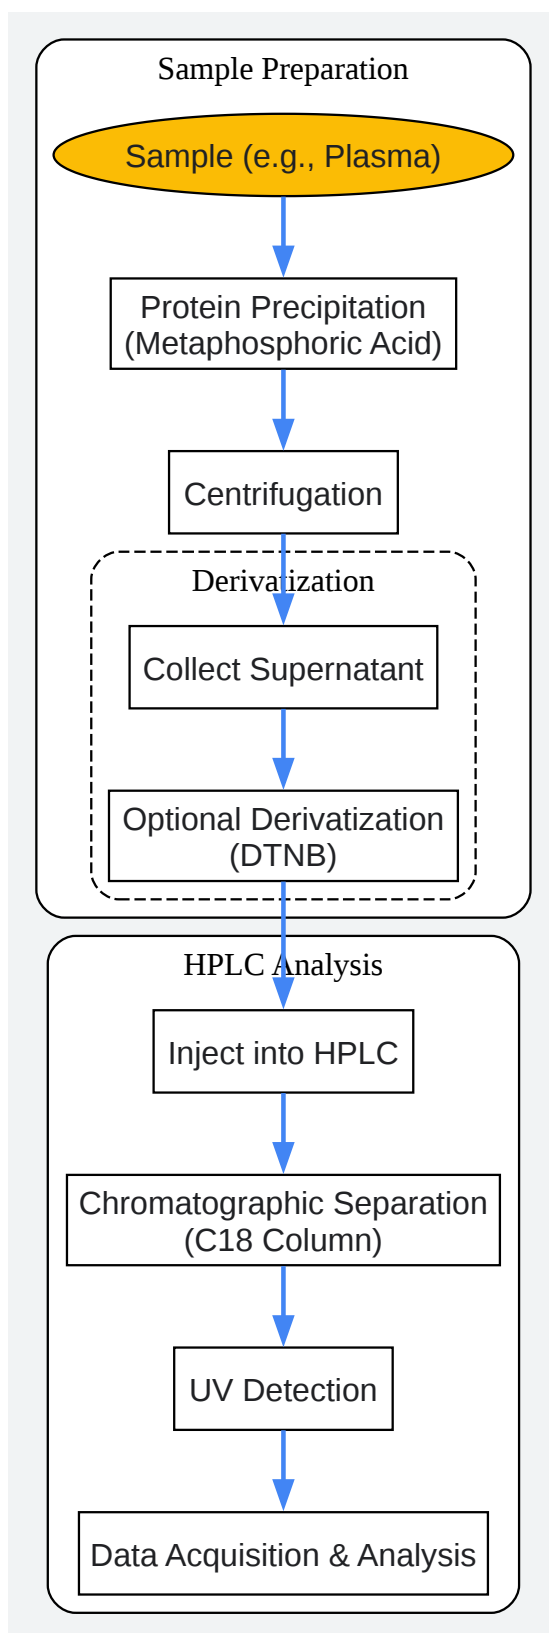 Sample Preparation
Sample (e.g., Plasma)
Protein Precipitation
(Metaphosphoric Acid)
Centrifugation
Derivatization
Collect Supernatant
Optional Derivatization
(DTNB)
HPLC Analysis
Inject into HPLC
Chromatographic Separation
(C18 Column)
UV Detection
Data Acquisition & Analysis